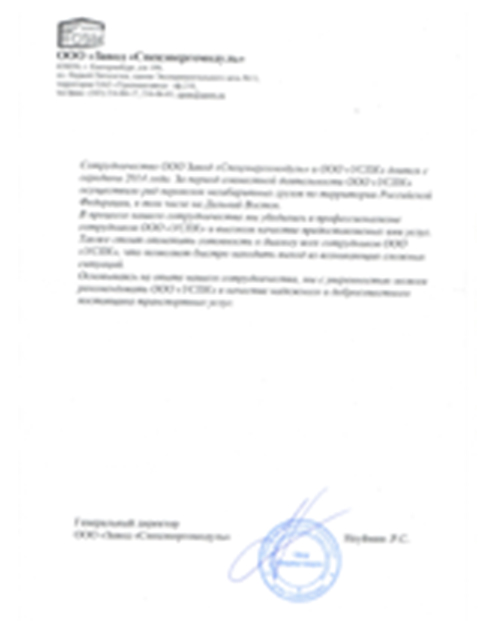 ООО «Завод «Спецэнергомодуль»
Сотрудничество ООО Завод «Спецэнергомодуль» и ООО «УСПК» длится с
середины 2014 года. За период совместной деятельности ООО «УСПК»
осуществило ряд перевозок негабаритных грузов по территории Российской
Федерации, в том числе на Дальний Восток.
В процессе нашего сотрудничества мы убедились в профессионализме
сотрудников ООО «УСПК» и высоком качестве предоставляемых ими услуг.
Также стоит отметить готовность к диалогу всех сотрудников ООО
«УСПК», что позволяет быстро находить выход из возникающих сложных
ситуаций.
Основываясь на опыте нашего сотрудничества, мы с уверенностью можем
рекомендовать ООО «УСПК» в качестве надежного и добросовестного
поставщика транспортных услуг.
Генеральный директор
ООО «Завод «Спецэнергомодуль»
Р.С.